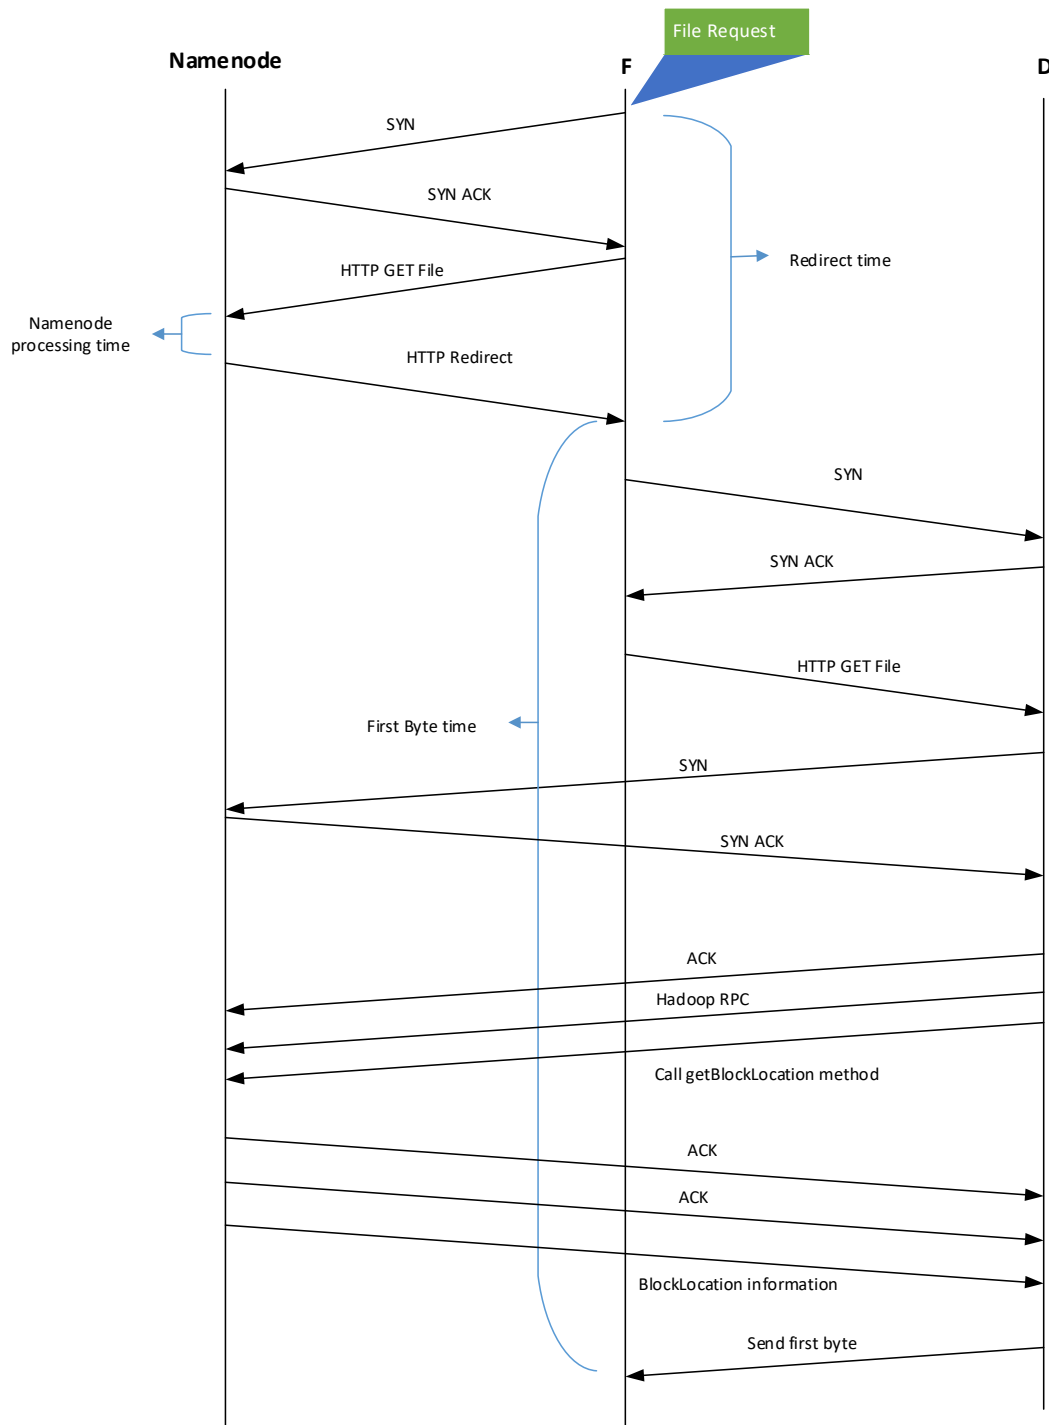 File Request
Namenode
F
D
SYN
SYN ACK
HTTP GET File
Redirect time
Namenode
processing time
HTTP Redirect
SYN
SYN ACK
HTTP GET File
First Byte time
SYN
SYN ACK
ACK
Hadoop RPC
Call getBlockLocation method
ACK
ACK
BlockLocation information
Send first byte